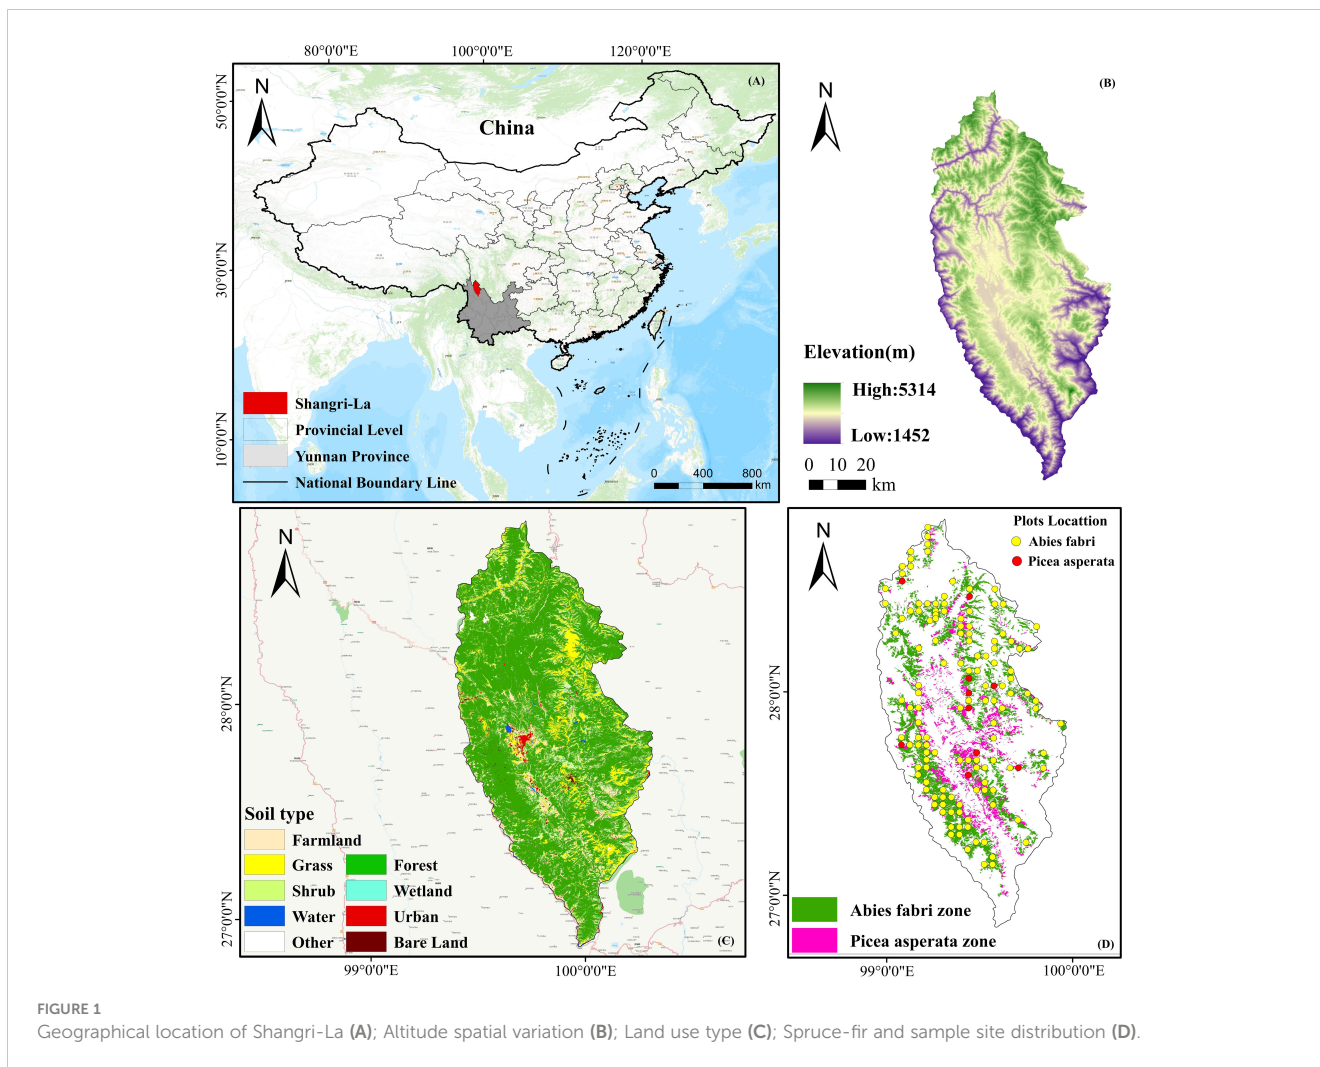 80°0'0"E 100°0'0"E 120°0'0"E
50°0'0"N
30°0'0"N
10°0'0"N
(A)
N
China
Shangri-La
Provincial Level
Yunnan Province
National Boundary Line
0 400 800
km
(B)
N
Elevation(m)
High:5314
Low:1452
0 10 20
km
N
28°0'0"N
27°0'0"N
Soil type
Farmland
Grass Forest
Shrub Wetland
Water Urban
Other Bare Land
(C)
99°0'0"E 100°0'0"E
N
Plots Locattion
Abies fabri
Picea asperata
28°0'0"N
27°0'0"N
Abies fabri zone
Picea asperata zone
(D)
99°0'0"E 100°0'0"E
FIGURE 1
Geographical location of Shangri-La (A); Altitude spatial variation (B); Land use type (C); Spruce-fir and sample site distribution (D).